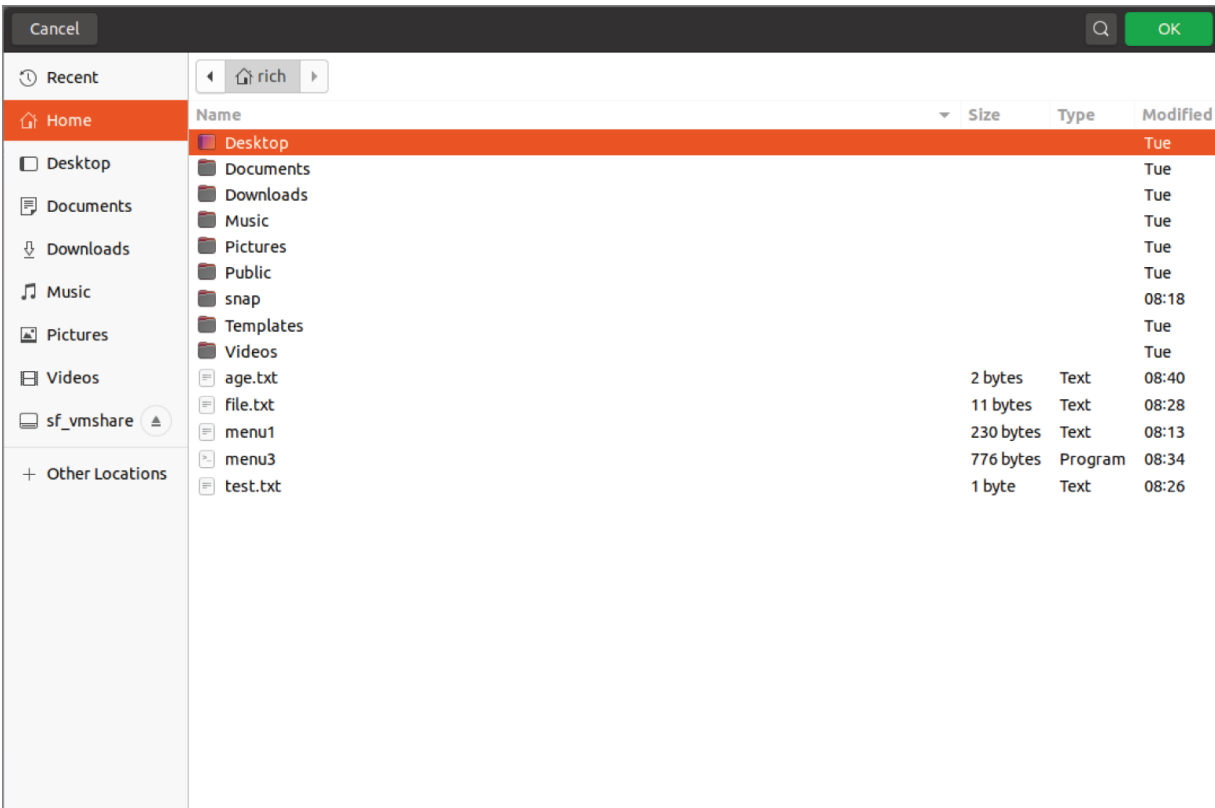 Cancel OK
Recent
Home
Desktop
Documents
Downloads
Music
Pictures
Videos
sf_vmshare
Other Locations
rich
Name Size Type Modified
Desktop Tue
Documents Tue
Downloads Tue
Music Tue
Pictures Tue
Public Tue
snap 08:18
Templates Tue
Videos Tue
age.txt 2 bytes Text 08:40
file.txt 11 bytes Text 08:28
menu1 230 bytes Text 08:13
menu3 776 bytes Program 08:34
test.txt 1 byte Text 08:26